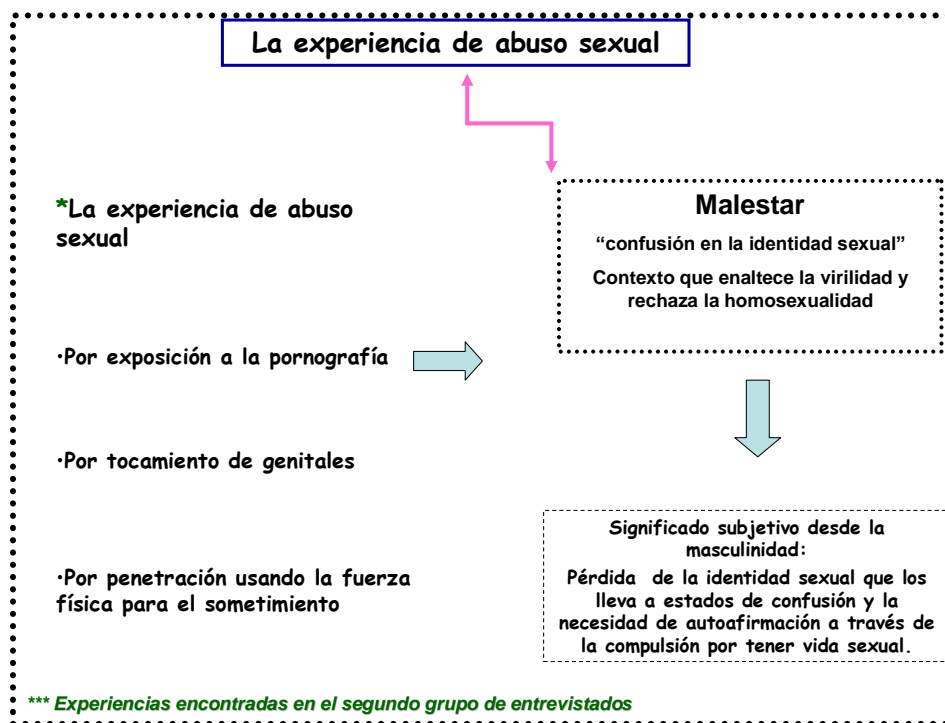 La experiencia de abuso sexual
*La experiencia de abuso
sexual
•Por exposición a la pornografía
•Por tocamiento de genitales
•Por penetración usando la fuerza
física para el sometimiento
Malestar
“confusión en la identidad sexual”
Contexto que enaltece la virilidad y
rechaza la homosexualidad
Significado subjetivo desde la
masculinidad:
Pérdida de la identidad sexual que los
lleva a estados de confusión y la
necesidad de autoafirmación a través de
la compulsión por tener vida sexual.
*** Experiencias encontradas en el segundo grupo de entrevistados